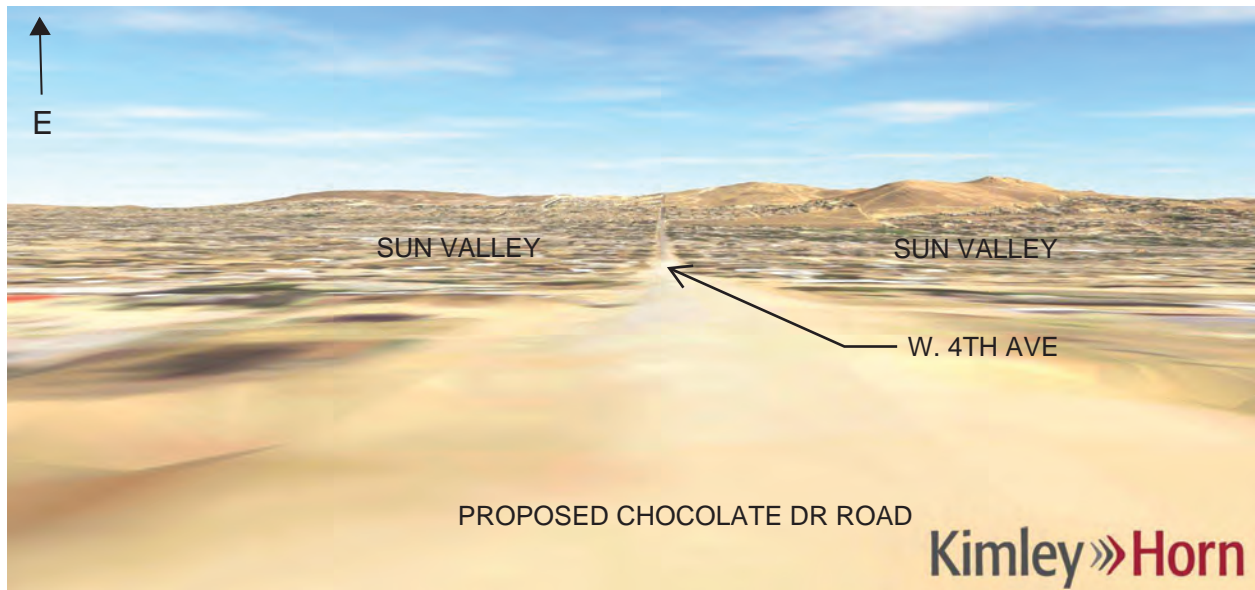 E
SUN VALLEY
SUN VALLEY
W. 4TH AVE
PROPOSED CHOCOLATE DR ROAD
Kimley»Horn